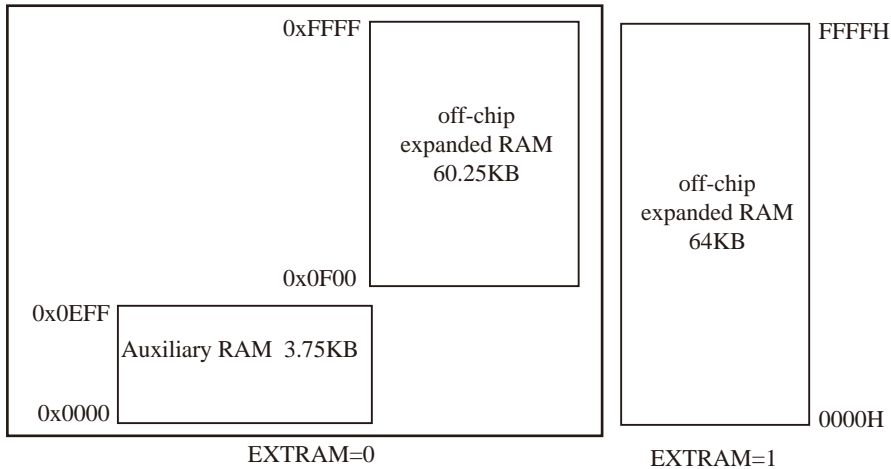 0xFFFF
off-chip
expanded RAM
60.25KB
0x0F00
0x0EFF
Auxiliary RAM 3.75KB
0x0000
EXTRAM=0
FFFFH
off-chip
expanded RAM
64KB
0000H
EXTRAM=1